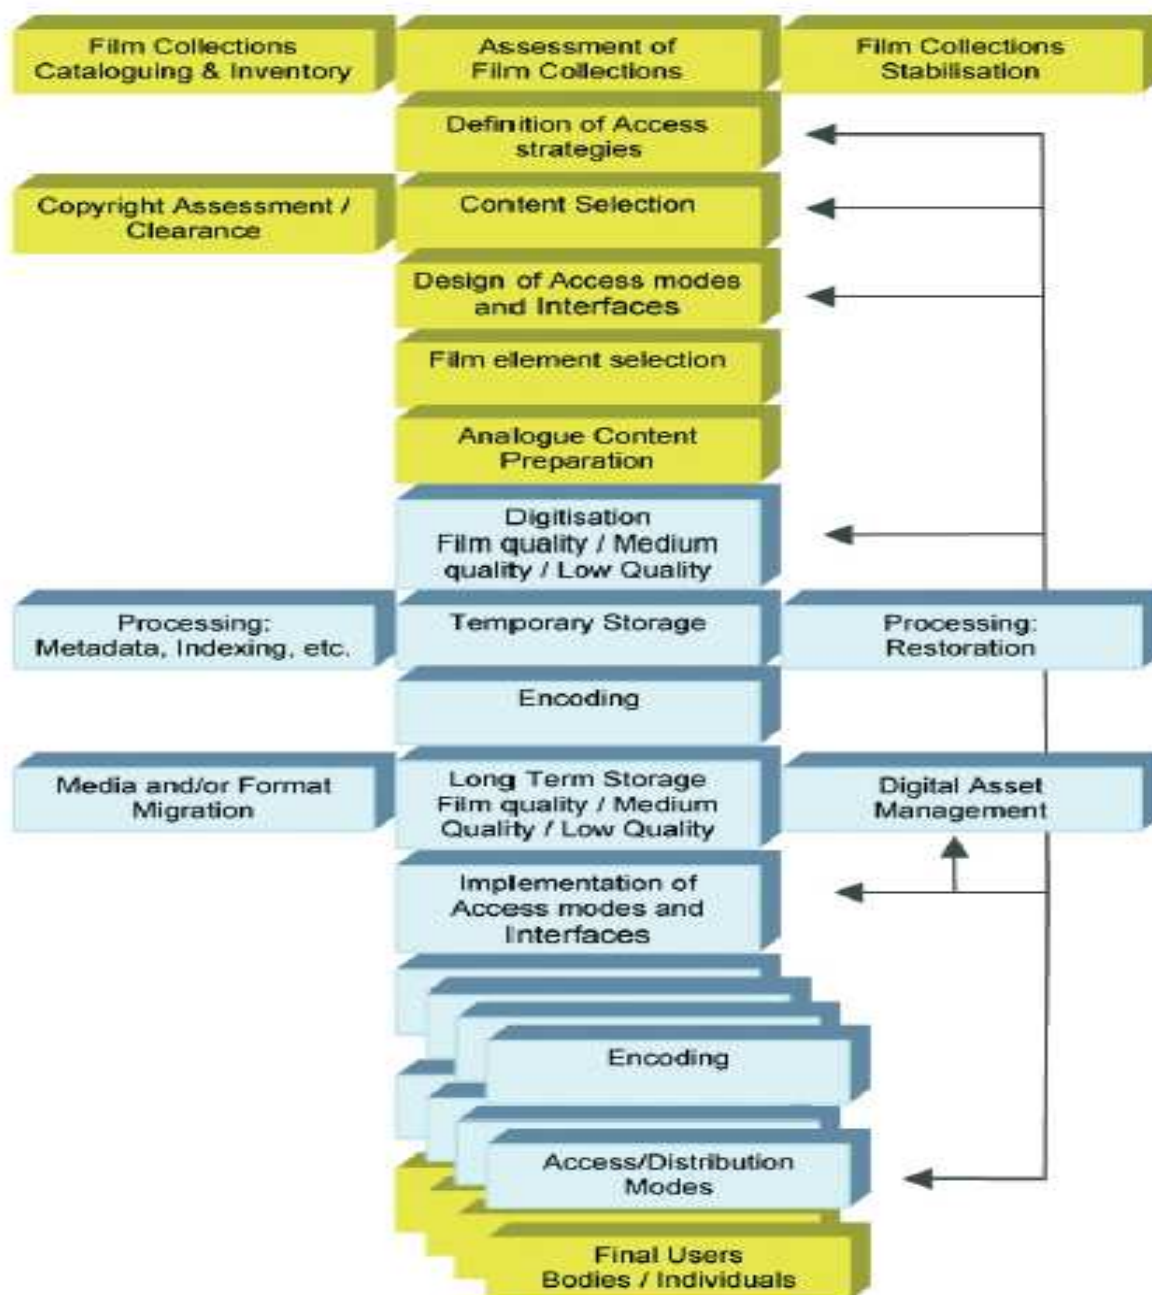 Film Collections
Cataloguing & Inventory
Assessment of
Film Collections
Film Collections
Stabilisation
Definition of Access
strategies
Copyright Assessment /
Clearance
Content Selection
Design of Access modes
and Interfaces
Film element selection
Analogue Content
Preparation
Digitisation
Film quality / Medium
quality / Low Quality
Processing:
Metadata, Indexing, etc.
Temporary Storage
Processing:
Restoration
Encoding
Media and/or Format
Migration
Long Term Storage
Film quality / Medium
Quality / Low Quality
Digital Asset
Management
Implementation of
Access modes and
Interfaces
Encoding
Access/Distribution
Modes
Final Users
Bodies / Individuals